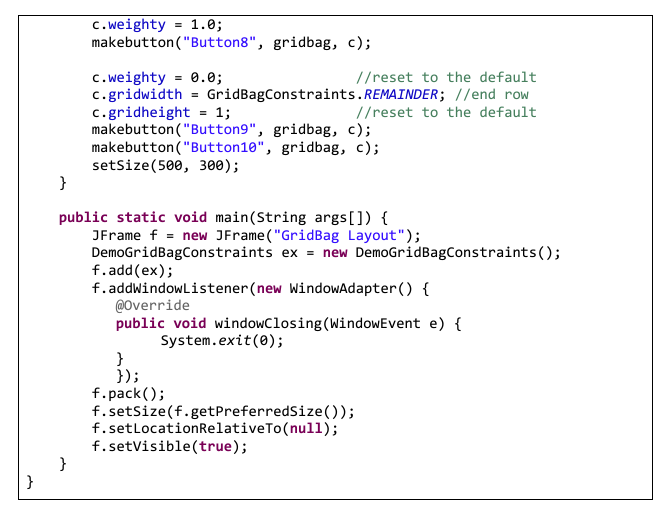 c.weighty = 1.0;
makebutton("Button8", gridbag, c);
c.weighty = 0.0; //reset to the default
c.gridwidth = GridBagConstraints.REMAINDER; //end row
c.gridheight = 1; //reset to the default
makebutton("Button9", gridbag, c);
makebutton("Button10", gridbag, c);
setSize(500, 300);
}
public static void main(String args[]) {
JFrame f = new JFrame("GridBag Layout");
DemoGridBagConstraints ex = new DemoGridBagConstraints();
f.add(ex);
f.addWindowListener(new WindowAdapter() {
@Override
public void windowClosing(WindowEvent e) {
System.exit(0);
}
});
f.pack();
f.setSize(f.getPreferredSize());
f.setLocationRelativeTo(null);
f.setVisible(true);
}
}